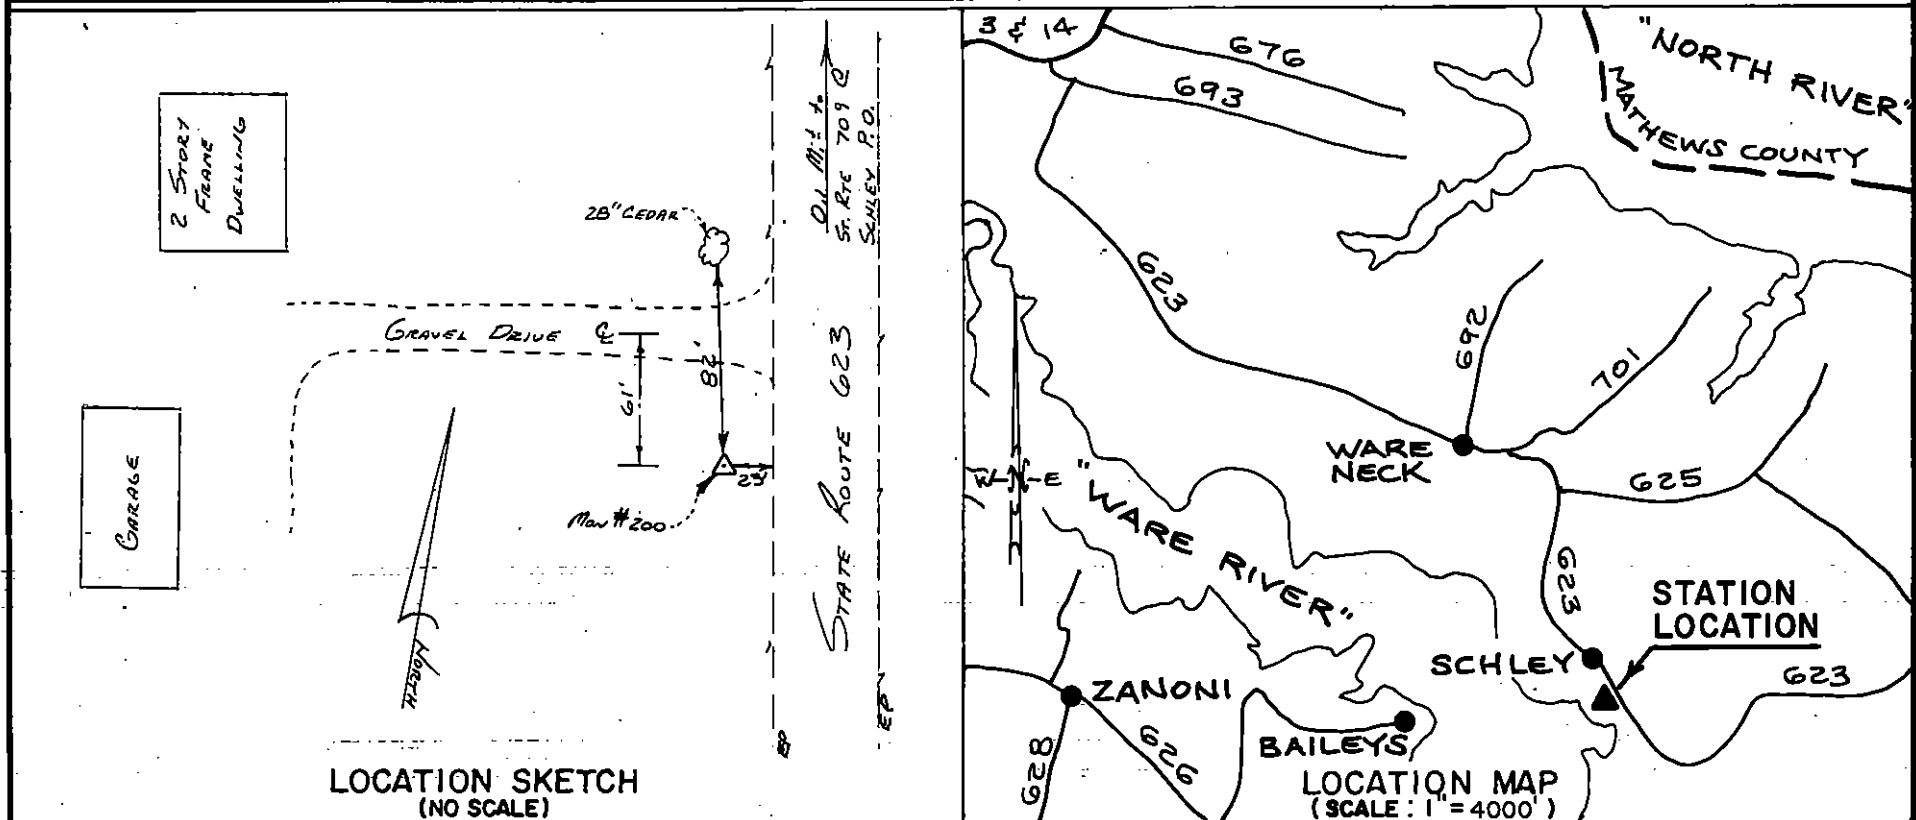 2 STORY
FRAME
DWELLING
28" CEDAR
0.1 Mi± to
ST. RTE 709 @
SCHLEY P.O.
GRAVEL DRIVE ℄
82'
61'
23'
Mon #200
GARAGE
NORTH
STATE ROUTE 623
EP
EP
LOCATION SKETCH
(NO SCALE)
3 & 14
676
693
"NORTH RIVER"
MATHEWS COUNTY
623
692
701
WARE
NECK
625
W-N-E
S
"WARE RIVER"
623
STATION
LOCATION
SCHLEY
623
ZANONI
BAILEYS
626
629
LOCATION MAP
(SCALE: 1"=4000')